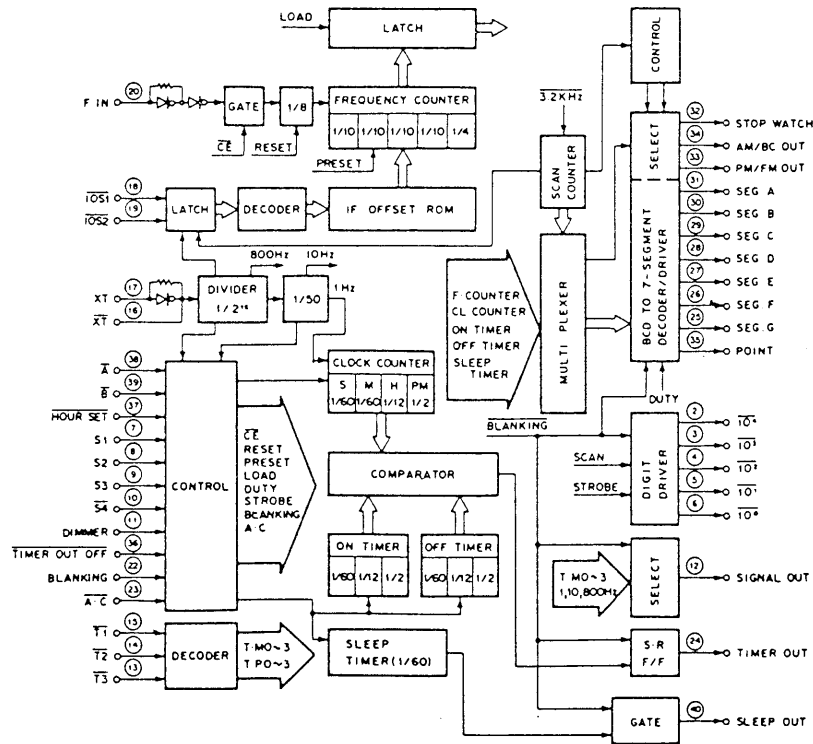 LOAD
LATCH
CONTROL
F IN
20
GATE
1/8
FREQUENCY COUNTER
1/10 1/10 1/10 1/10 1/4
CE
RESET
PRESET
3.2KHz
SCAN COUNTER
SELECT
32 STOP WATCH
34 AM/BC OUT
33 PM/FM OUT
IOS1 18
IOS2 19
LATCH
DECODER
IF OFFSET ROM
BCD TO 7-SEGMENT DECODER/DRIVER
31 SEG A
30 SEG B
29 SEG C
28 SEG D
27 SEG E
26 SEG F
25 SEG.G
35 POINT
800Hz
10Hz
1Hz
XT 17
XT 16
DIVIDER
1/2¹⁶
1/50
F·COUNTER
CL COUNTER
ON TIMER
OFF TIMER
SLEEP
TIMER
MULTI PLEXER
CLOCK COUNTER
S M H PM
1/60 1/60 1/12 1/2
DUTY
BLANKING
A 38
B 39
HOUR SET 37
S1 7
S2 8
S3 9
S4 10
DIMMER 11
TIMER OUT OFF 36
BLANKING 22
A·C 23
CONTROL
CE
RESET
PRESET
LOAD
DUTY
STROBE
BLANKING
A·C
COMPARATOR
SCAN
STROBE
DIGIT DRIVER
2 10⁴
3 10³
4 10²
5 10¹
6 10⁰
ON TIMER
1/60 1/12 1/2
OFF TIMER
1/60 1/12 1/2
T·M0~3
1,10,800Hz
SELECT
12 SIGNAL OUT
T1 15
T2 14
T3 13
DECODER
T·M0~3
T P0~3
SLEEP
TIMER(1/60)
S·R
F/F
24 TIMER OUT
GATE
40 SLEEP OUT